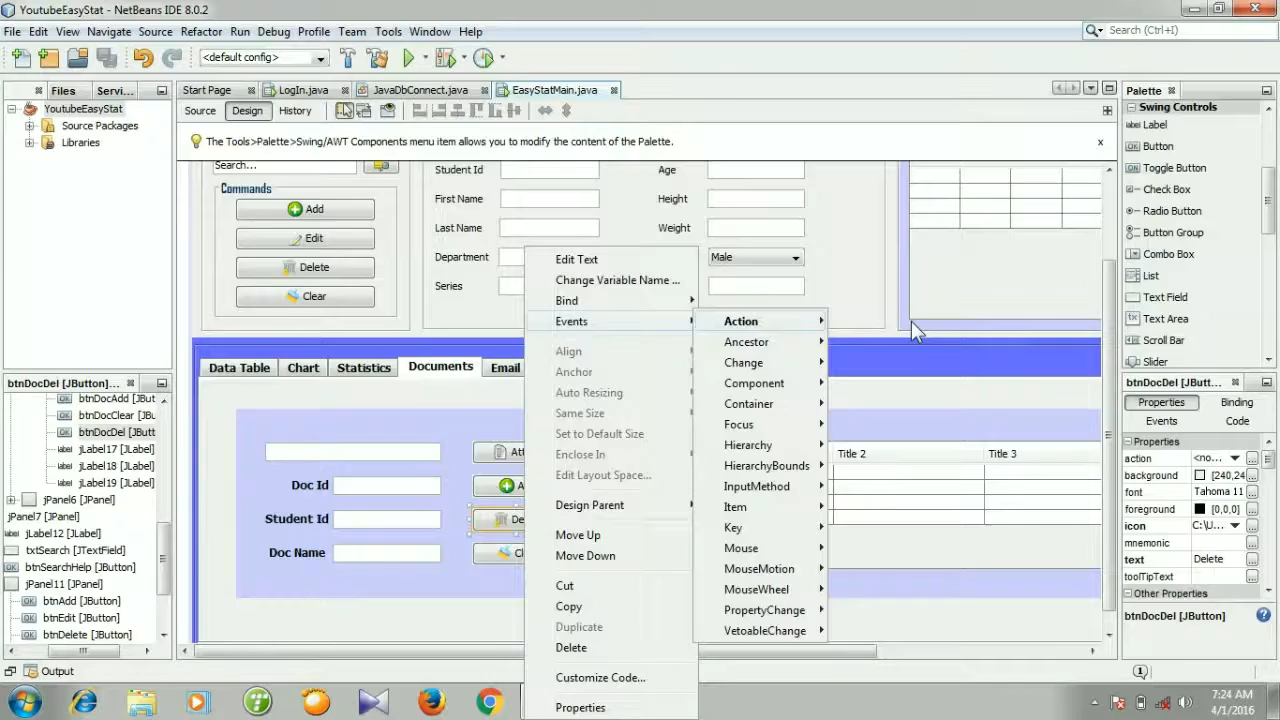 YoutubeEasyStat - NetBeans IDE 8.0.2
File Edit View Navigate Source Refactor Run Debug Profile Team Tools Window Help
Search (Ctrl+I)
<default config>
Files Servi...
Start Page LogIn.java JavaDbConnect.java EasyStatMain.java
Palette
YoutubeEasyStat
Source Packages
Libraries
Source Design History
The Tools>Palette>Swing/AWT Components menu item allows you to modify the content of the Palette. x
Swing Controls
Label
Button
Toggle Button
Check Box
Radio Button
Button Group
Combo Box
List
Text Field
Text Area
Scroll Bar
Slider
Search...
Commands
Add
Edit
Delete
Clear
Student Id
First Name
Last Name
Department
Series
Age
Height
Weight
Male
Data Table Chart Statistics Documents Email
Doc Id
Student Id
Doc Name
Att
A
De
Cl
Title 2 Title 3
Edit Text
Change Variable Name ...
Bind
Events
Align
Anchor
Auto Resizing
Same Size
Set to Default Size
Enclose In
Edit Layout Space...
Design Parent
Move Up
Move Down
Cut
Copy
Duplicate
Delete
Customize Code...
Properties
Action
Ancestor
Change
Component
Container
Focus
Hierarchy
HierarchyBounds
InputMethod
Item
Key
Mouse
MouseMotion
MouseWheel
PropertyChange
VetoableChange
btnDocDel [JButton]...
btnDocAdd [JBut
btnDocClear [JBu
btnDocDel [JButt
jLabel17 [JLabel]
jLabel18 [JLabel]
jLabel19 [JLabel]
jPanel6 [JPanel]
jPanel7 [JPanel]
jLabel12 [JLabel]
txtSearch [JTextField]
btnSearchHelp [JButton]
jPanel11 [JPanel]
btnAdd [JButton]
btnEdit [JButton]
btnDelete [JButton]
btnDocDel [JButt...
Properties Binding
Events Code
Properties
action <no...
background [240,24
font Tahoma 11
foreground [0,0,0]
icon C:\U...
mnemonic
text Delete
toolTipText
Other Properties
btnDocDel [JButton]
Output
1
7:24 AM
4/1/2016